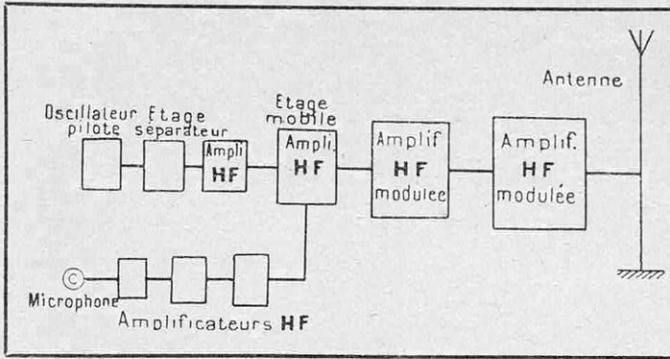 Antenne
Oscillateur
pilote
Etage
séparateur
Ampli
HF
Etage
mobile
Ampli.
HF
Amplif
HF
modulee
Amplif.
HF
modulée
C
Microphone
Amplificateurs HF